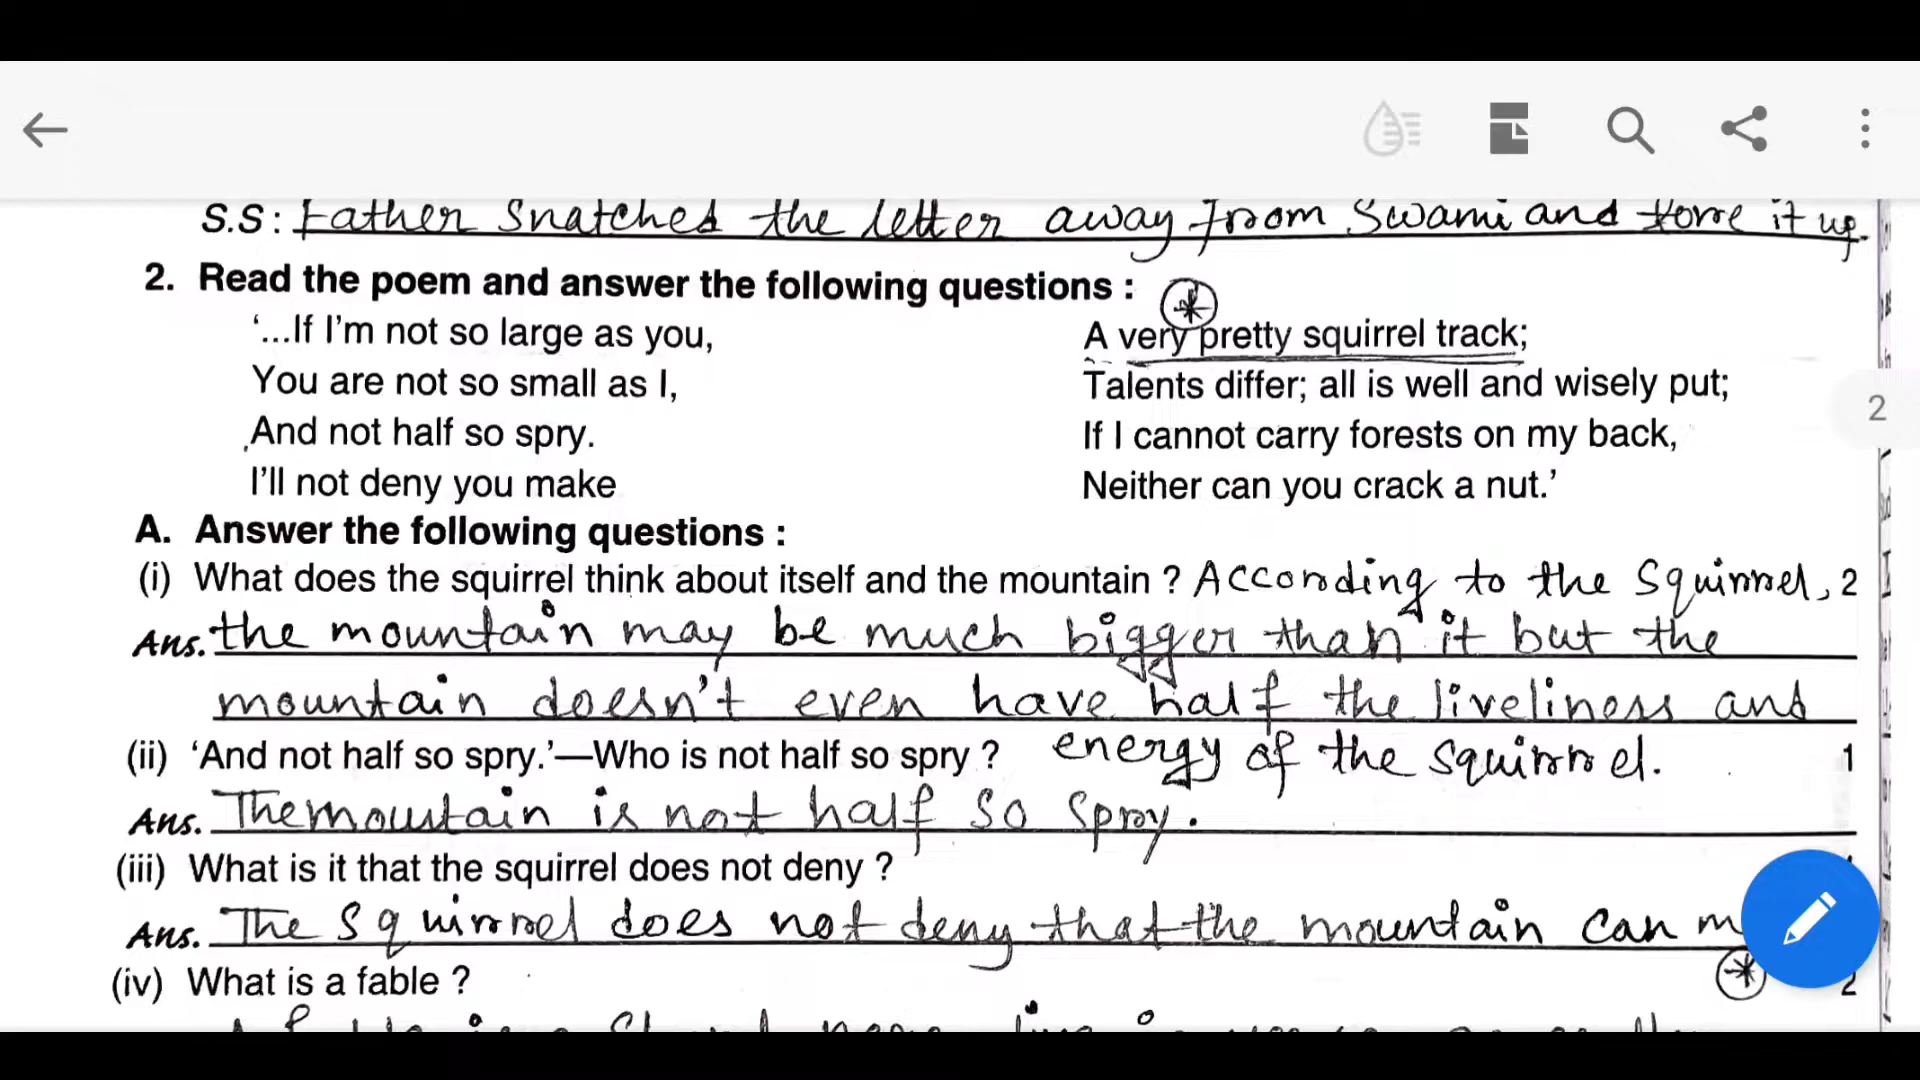 S.S: Father snatched the letter away from Swami and tore it up.
2. Read the poem and answer the following questions :
‘...If I’m not so large as you,
You are not so small as I,
And not half so spry.
I’ll not deny you make
A very pretty squirrel track;
Talents differ; all is well and wisely put;
If I cannot carry forests on my back,
Neither can you crack a nut.’
A. Answer the following questions :
(i) What does the squirrel think about itself and the mountain ? According to the squirrel, 2
Ans. the mountain may be much bigger than it but the
mountain doesn't even have half the liveliness and
energy of the squirrel.
(ii) ‘And not half so spry.’—Who is not half so spry ? 1
Ans. The mountain is not half so spry.
(iii) What is it that the squirrel does not deny ?
Ans. The squirrel does not deny that the mountain can
(iv) What is a fable ? 2
2